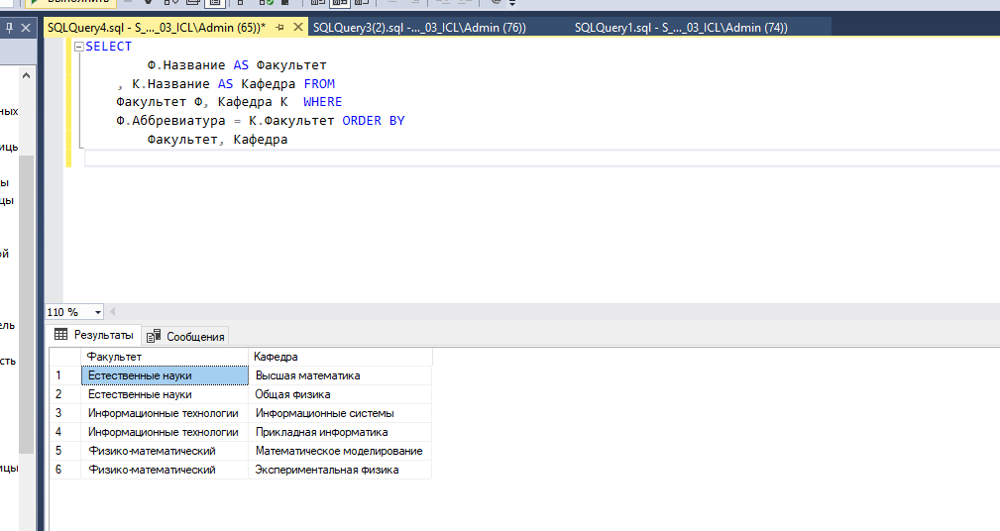 Выполнить
SQLQuery4.sql - S_..._03_ICL\Admin (65))* SQLQuery3(2).sql -..._03_ICL\Admin (76)) SQLQuery1.sql - S_..._03_ICL\Admin (74))
SELECT
Ф.Название AS Факультет
, К.Название AS Кафедра FROM
Факультет Ф, Кафедра К WHERE
Ф.Аббревиатура = К.Факультет ORDER BY
Факультет, Кафедра
110 %
Результаты Сообщения
Факультет Кафедра
1 Естественные науки Высшая математика
2 Естественные науки Общая физика
3 Информационные технологии Информационные системы
4 Информационные технологии Прикладная информатика
5 Физико-математический Математическое моделирование
6 Физико-математический Экспериментальная физика